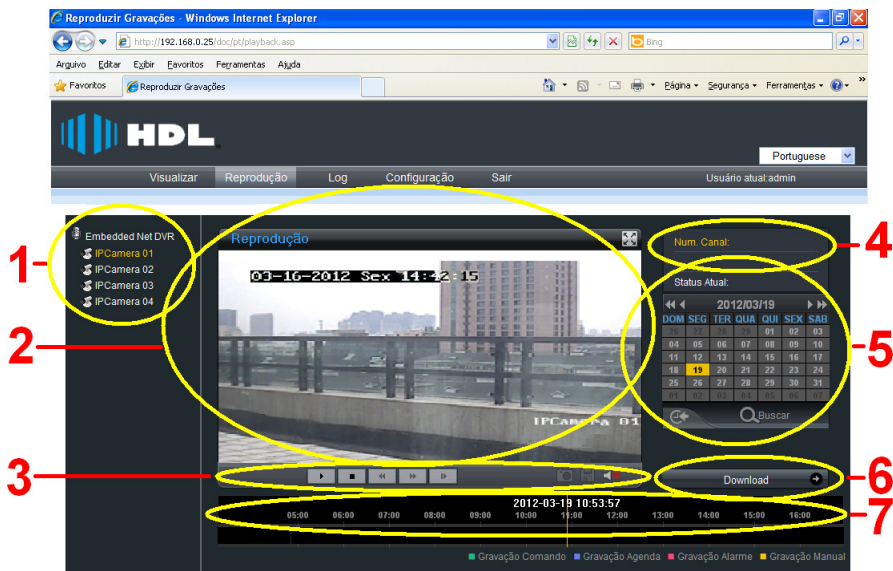 Reproduzir Gravações - Windows Internet Explorer
http://192.168.0.25/doc/pt/playback.asp
Bing
Arquivo Editar Exibir Favoritos Ferramentas Ajuda
Favoritos Reproduzir Gravações Página Segurança Ferramentas
HDL
Portuguese
Visualizar Reprodução Log Configuração Sair Usuário atual:admin
1
Embedded Net DVR
IPCamera 01
IPCamera 02
IPCamera 03
IPCamera 04
2
Reprodução
03-16-2012 Sex 14:42:15
IPCamera 01
3
Num. Canal:
4
Status Atual:
2012/03/19
DOM SEG TER QUA QUI SEX SAB
26 27 28 29 01 02 03
04 05 06 07 08 09 10
11 12 13 14 15 16 17
18 19 20 21 22 23 24
25 26 27 28 29 30 31
01 02 03 04 05 06 07
5
Buscar
Download
6
2012-03-19 10:53:57
05:00 06:00 07:00 08:00 09:00 10:00 11:00 12:00 13:00 14:00 15:00 16:00
7
Gravação Comando Gravação Agenda Gravação Alarme Gravação Manual